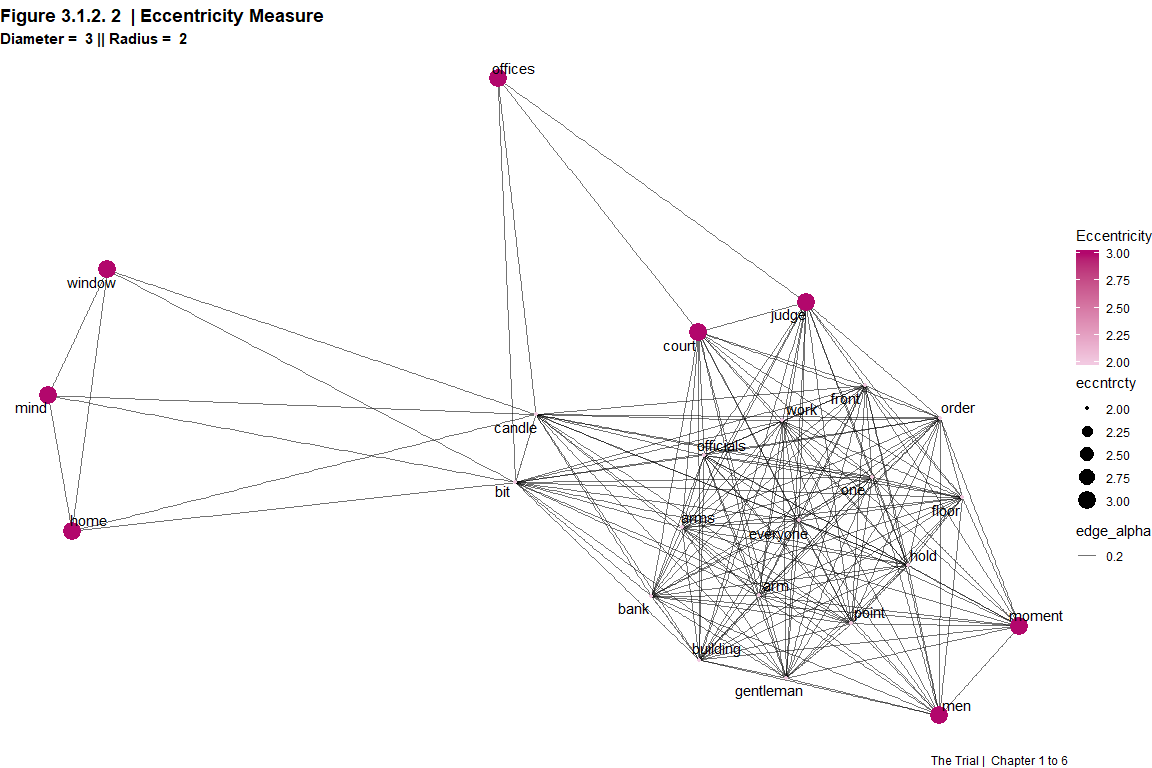 Figure 3.1.2. 2 | Eccentricity Measure
Diameter = 3 || Radius = 2
offices
window
judge
court
mind
front
order
work
candle
officials
bit
one
floor
home
arms
everyone
hold
arm
bank
point
moment
building
gentleman
men
Eccentricity
3.00
2.75
2.50
2.25
2.00
eccntrcty
2.00
2.25
2.50
2.75
3.00
edge_alpha
0.2
The Trial | Chapter 1 to 6